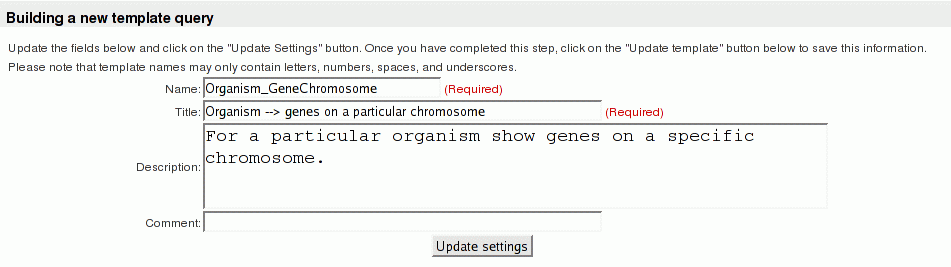 Building a new template query
Update the fields below and click on the "Update Settings" button. Once you have completed this step, click on the "Update template" button below to save this information.
Please note that template names may only contain letters, numbers, spaces, and underscores.
Name: Organism_GeneChromosome (Required)
Title: Organism --> genes on a particular chromosome (Required)
For a particular organism show genes on a specific
chromosome.
Description:
Comment:
Update settings